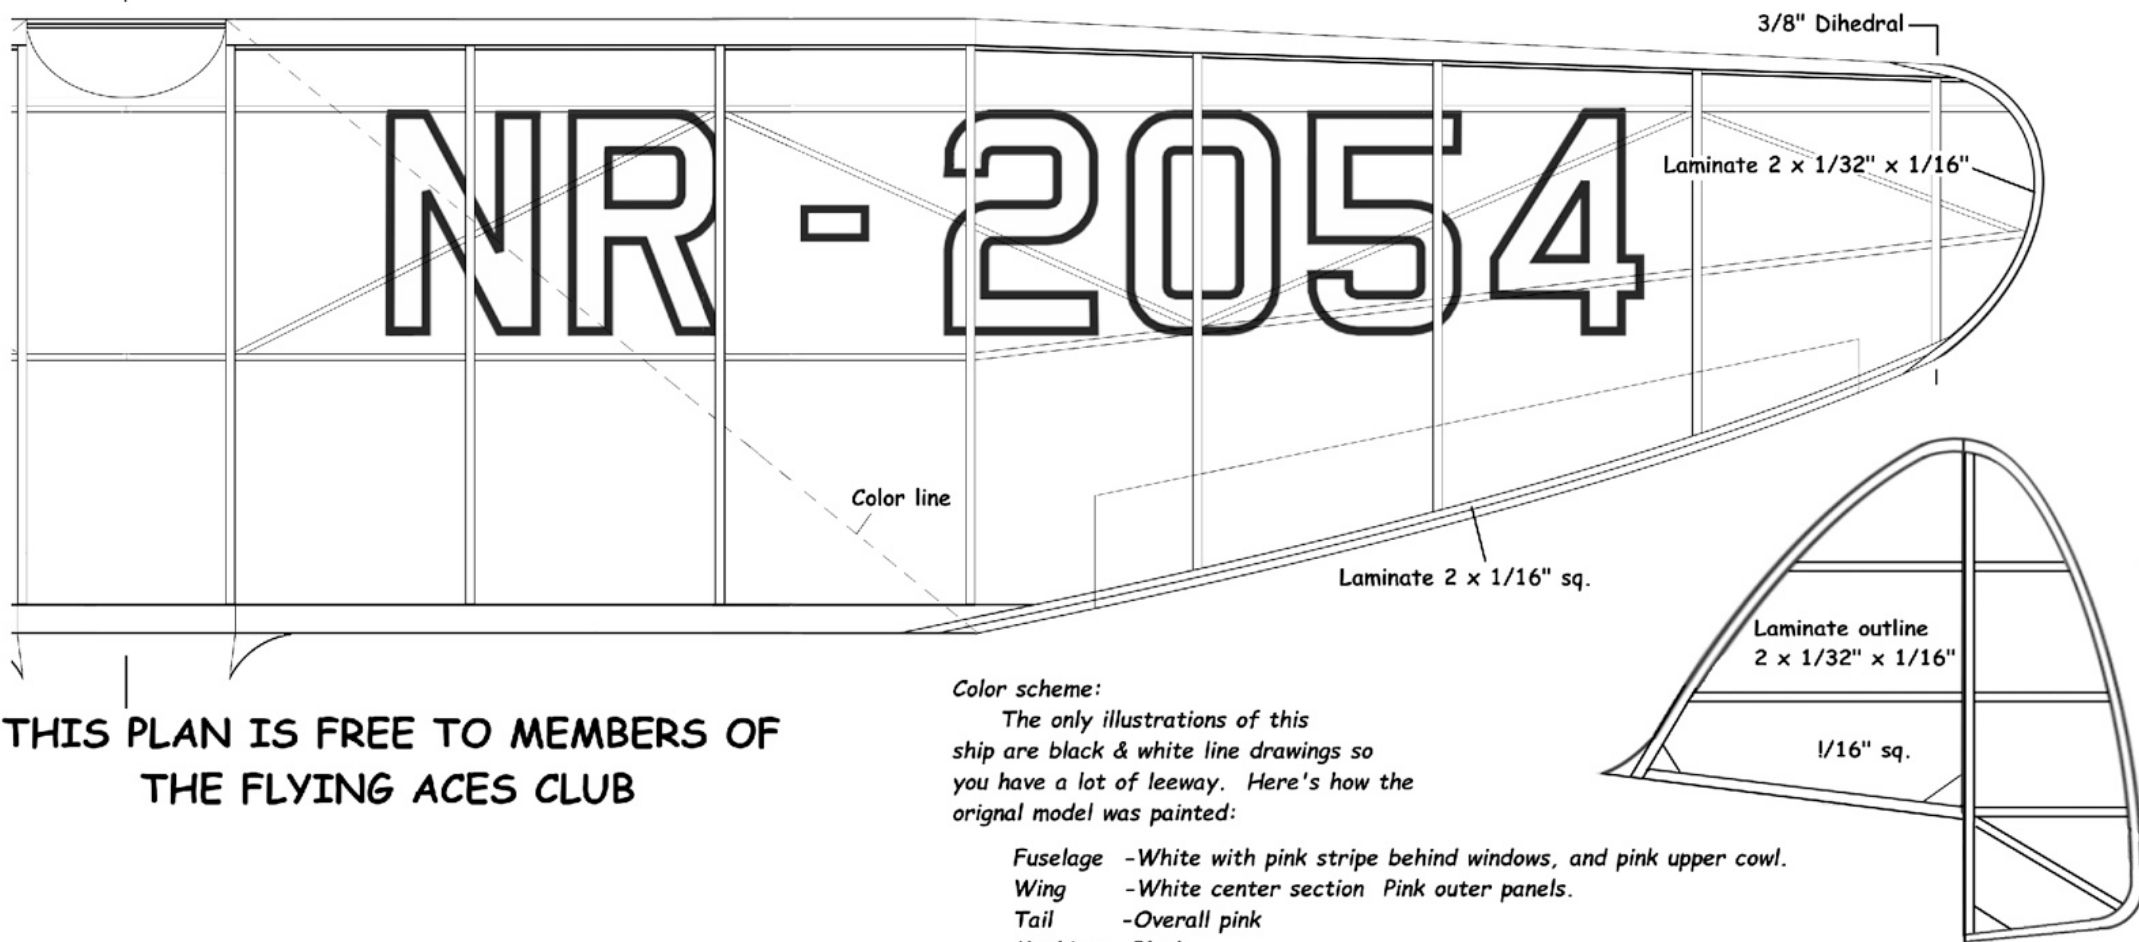 3/8" Dihedral
NR - 2054
Laminate 2 x 1/32" x 1/16"
Color line
Laminate 2 x 1/16" sq.
Laminate outline
2 x 1/32" x 1/16"
!/16" sq.
THIS PLAN IS FREE TO MEMBERS OF
THE FLYING ACES CLUB
Color scheme:
The only illustrations of this
ship are black & white line drawings so
you have a lot of leeway. Here's how the
orignal model was painted:
Fuselage -White with pink stripe behind windows, and pink upper cowl.
Wing -White center section Pink outer panels.
Tail -Overall pink